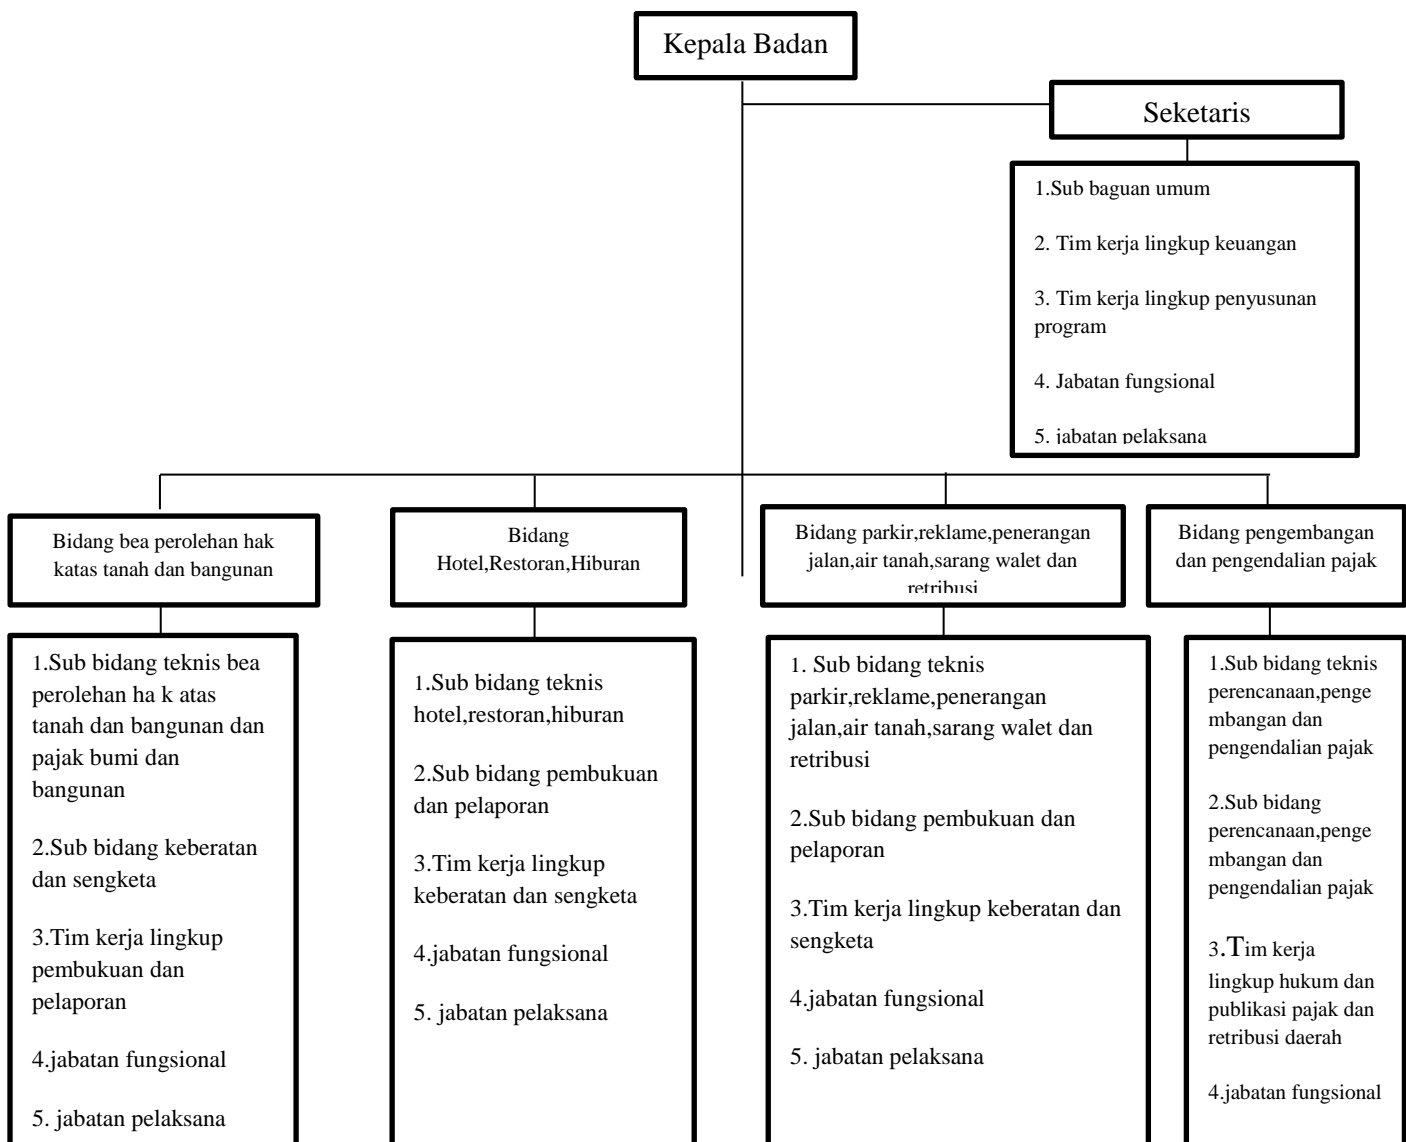 Kepala Badan
Seketaris
1.Sub baguan umum
2. Tim kerja lingkup keuangan
3. Tim kerja lingkup penyusunan
program
4. Jabatan fungsional
5. jabatan pelaksana
Bidang bea perolehan hak
katas tanah dan bangunan
Bidang
Hotel,Restoran,Hiburan
Bidang parkir,reklame,penerangan
jalan,air tanah,sarang walet dan
retribusi
Bidang pengembangan
dan pengendalian pajak
1.Sub bidang teknis bea
perolehan ha k atas
tanah dan bangunan dan
pajak bumi dan
bangunan
2.Sub bidang keberatan
dan sengketa
3.Tim kerja lingkup
pembukuan dan
pelaporan
4.jabatan fungsional
5. jabatan pelaksana
1.Sub bidang teknis
hotel,restoran,hiburan
2.Sub bidang pembukuan
dan pelaporan
3.Tim kerja lingkup
keberatan dan sengketa
4.jabatan fungsional
5. jabatan pelaksana
1. Sub bidang teknis
parkir,reklame,penerangan
jalan,air tanah,sarang walet dan
retribusi
2.Sub bidang pembukuan dan
pelaporan
3.Tim kerja lingkup keberatan dan
sengketa
4.jabatan fungsional
5. jabatan pelaksana
1.Sub bidang teknis
perencanaan,penge
mbangan dan
pengendalian pajak
2.Sub bidang
perencanaan,penge
mbangan dan
pengendalian pajak
3.Tim kerja
lingkup hukum dan
publikasi pajak dan
retribusi daerah
4.jabatan fungsional